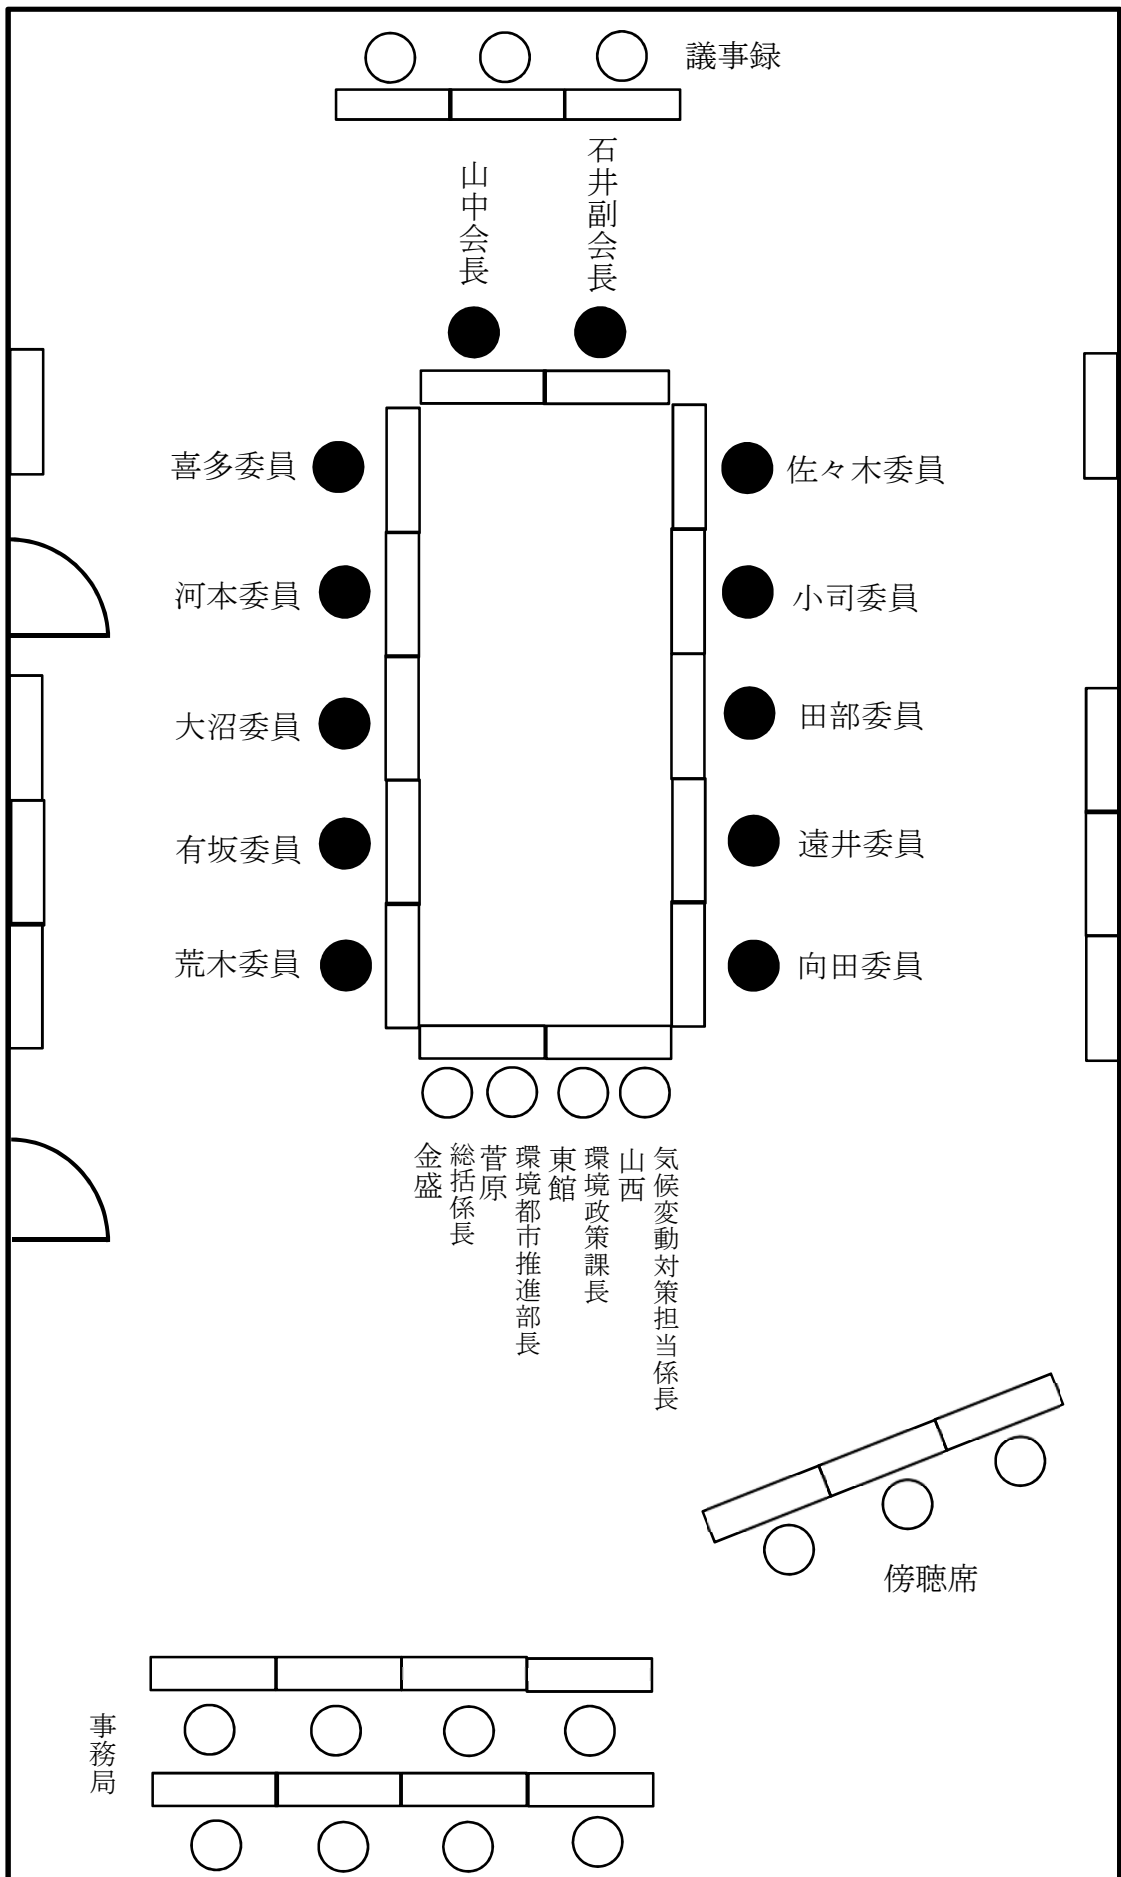 議事録
山中会長
石井副会長
喜多委員
佐々木委員
河本委員
小司委員
大沼委員
田部委員
有坂委員
遠井委員
荒木委員
向田委員
金盛
総括係長
菅原
環境都市推進部長
東館
環境政策課長
山西
気候変動対策担当係長
傍聴席
事務局